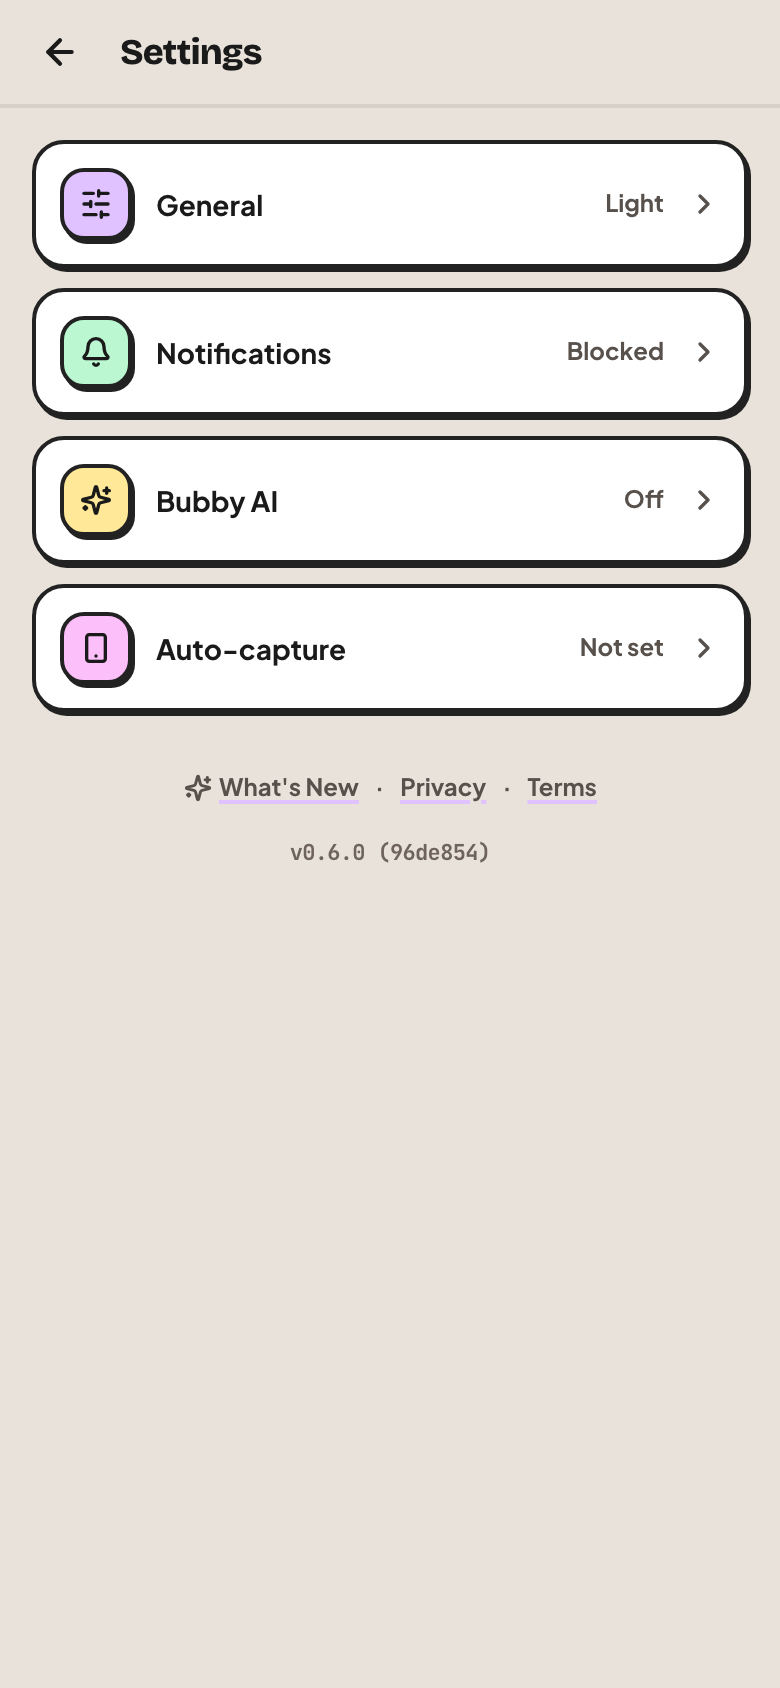 Settings
General Light
Notifications Blocked
Bubby AI Off
Auto-capture Not set
What's New · Privacy · Terms
v0.6.0 (96de854)